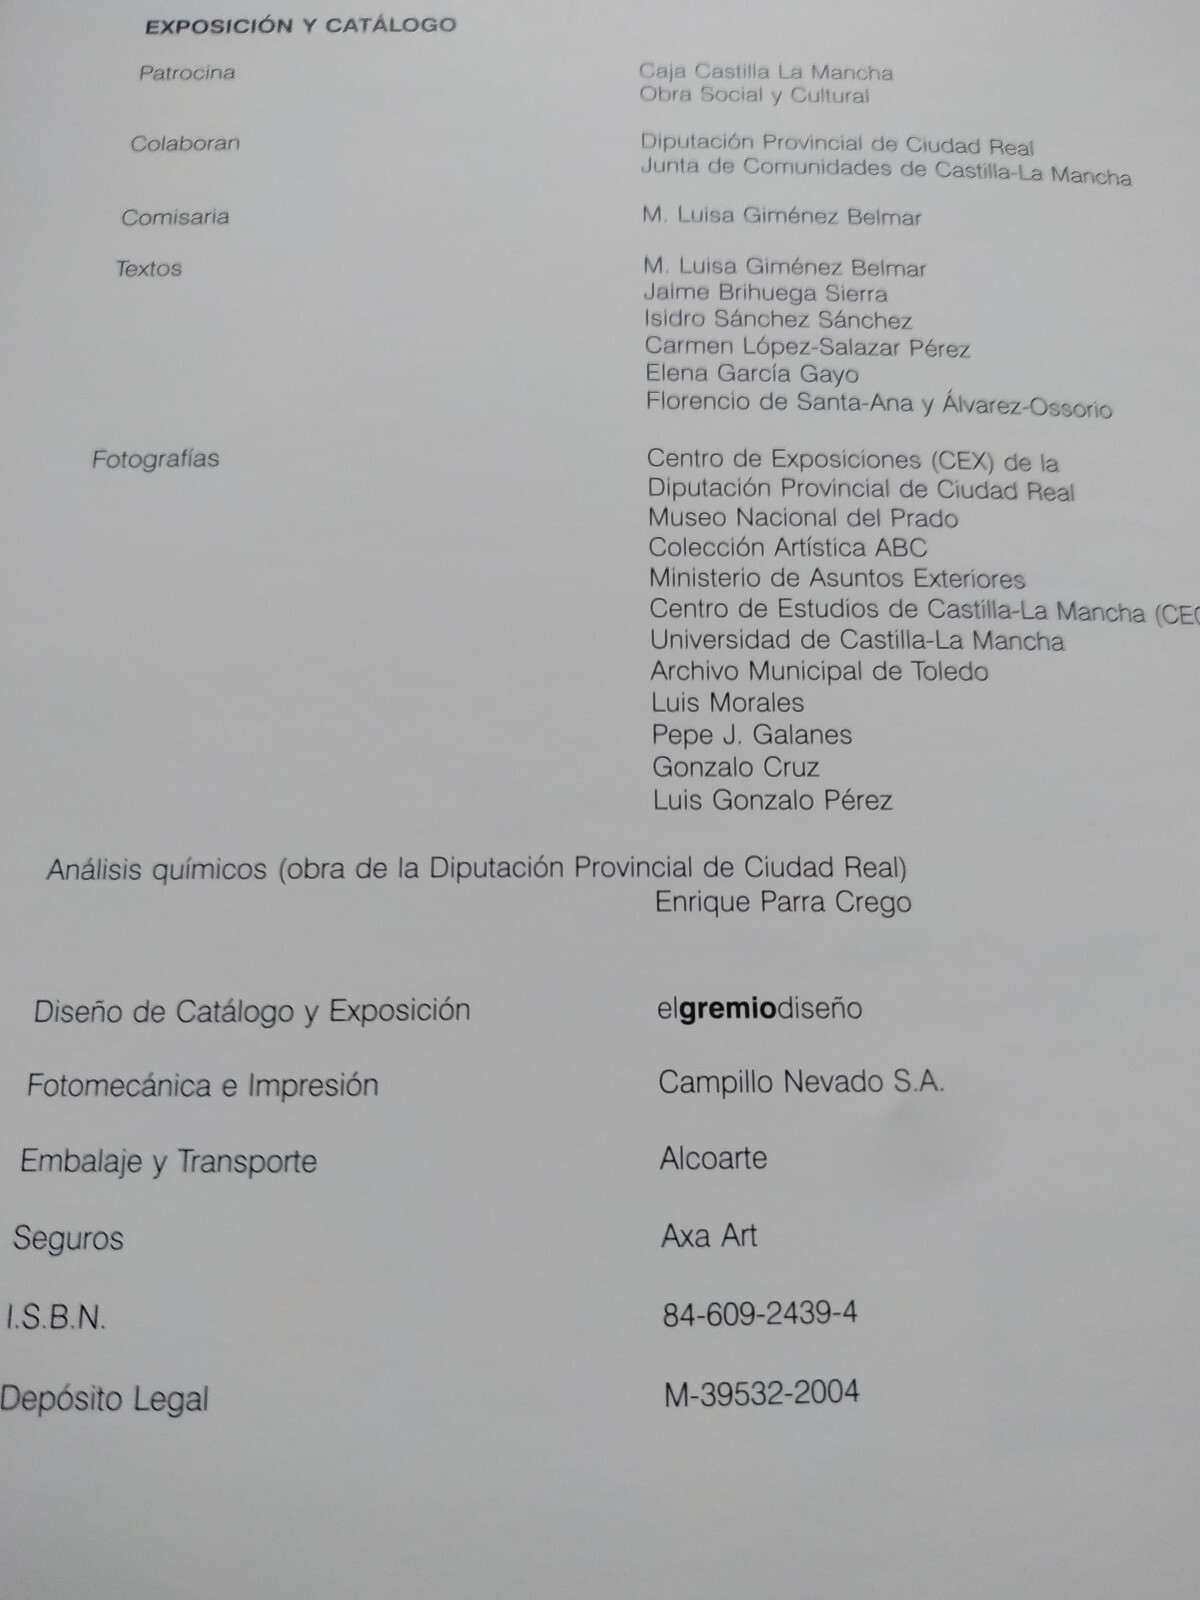 EXPOSICIÓN Y CATÁLOGO
Patrocina Caja Castilla La Mancha
Obra Social y Cultural
Colaboran Diputación Provincial de Ciudad Real
Junta de Comunidades de Castilla-La Mancha
Comisaria M. Luisa Giménez Belmar
Textos M. Luisa Giménez Belmar
Jaime Brihuega Sierra
Isidro Sánchez Sánchez
Carmen López-Salazar Pérez
Elena García Gayo
Florencio de Santa-Ana y Álvarez-Ossorio
Fotografías Centro de Exposiciones (CEX) de la
Diputación Provincial de Ciudad Real
Museo Nacional del Prado
Colección Artística ABC
Ministerio de Asuntos Exteriores
Centro de Estudios de Castilla-La Mancha
Universidad de Castilla-La Mancha
Archivo Municipal de Toledo
Luis Morales
Pepe J. Galanes
Gonzalo Cruz
Luis Gonzalo Pérez
Análisis químicos (obra de la Diputación Provincial de Ciudad Real)
Enrique Parra Crego
Diseño de Catálogo y Exposición elgremiodiseño
Fotomecánica e Impresión Campillo Nevado S.A.
Embalaje y Transporte Alcoarte
Seguros Axa Art
I.S.B.N. 84-609-2439-4
Depósito Legal M-39532-2004